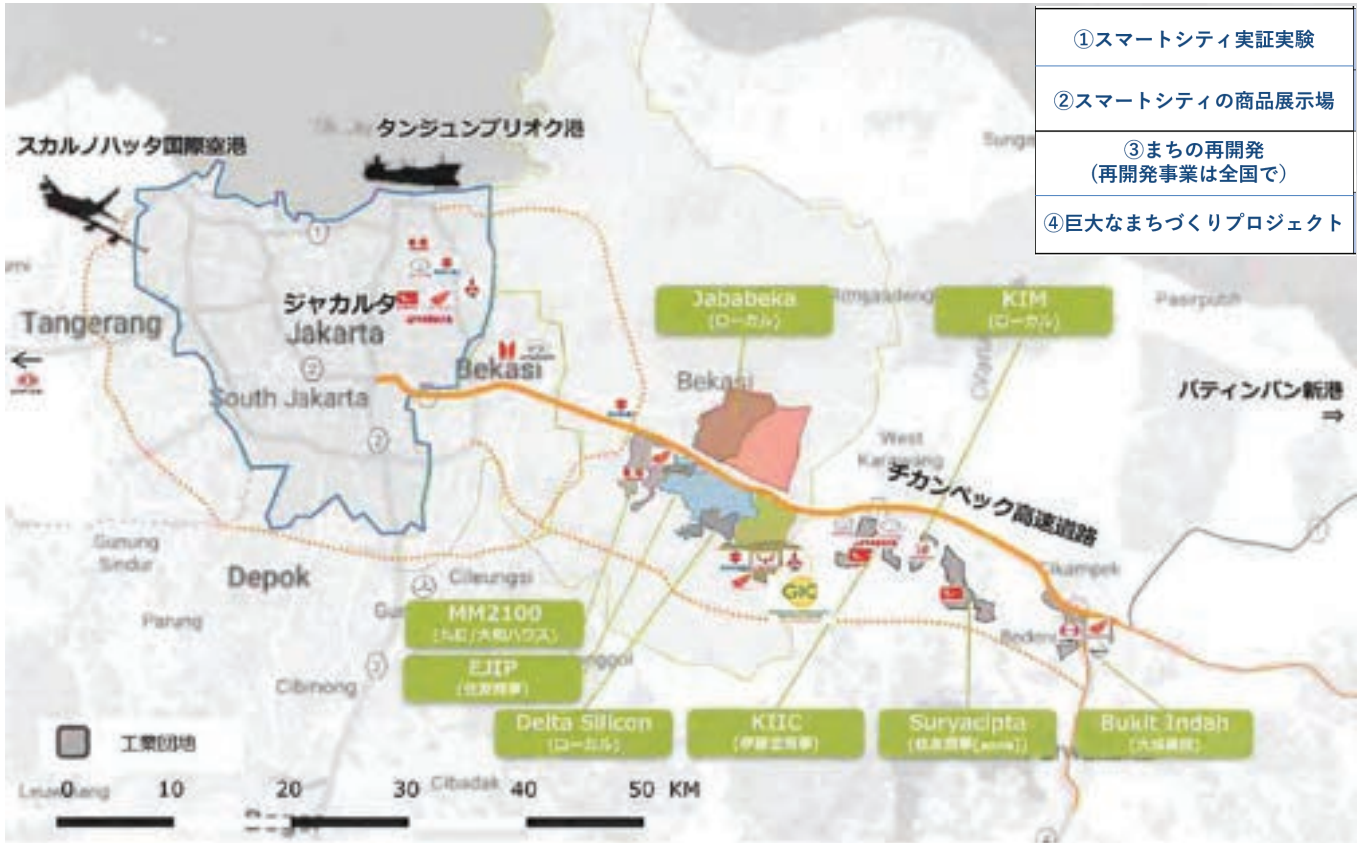 ①スマートシティ実証実験
②スマートシティの商品展示場
③まちの再開発
(再開発事業は全国で)
④巨大なまちづくりプロジェクト
スカルノハッタ国際空港
タンジュンプリオク港
Jababeka
(ローカル)
KIM
(ローカル)
Pasirputih
ジャカルタ
Jakarta
Tangerang
Bekasi
Bekasi
South Jakarta
パティンバン新港
⇒
West
Karawang
チカンペック高速道路
Cikampek
Gunung
Sindur
Depok
Cileungsi
GIC
Parung
MM2100
(丸紅/大和ハウス)
EJIP
(住友商事)
Cibinong
Delta Silicon
(ローカル)
KIIC
(伊藤忠商事)
Suryacipta
Bukit Indah
工業団地
Cibadak
0 10 20 30 40 50 KM